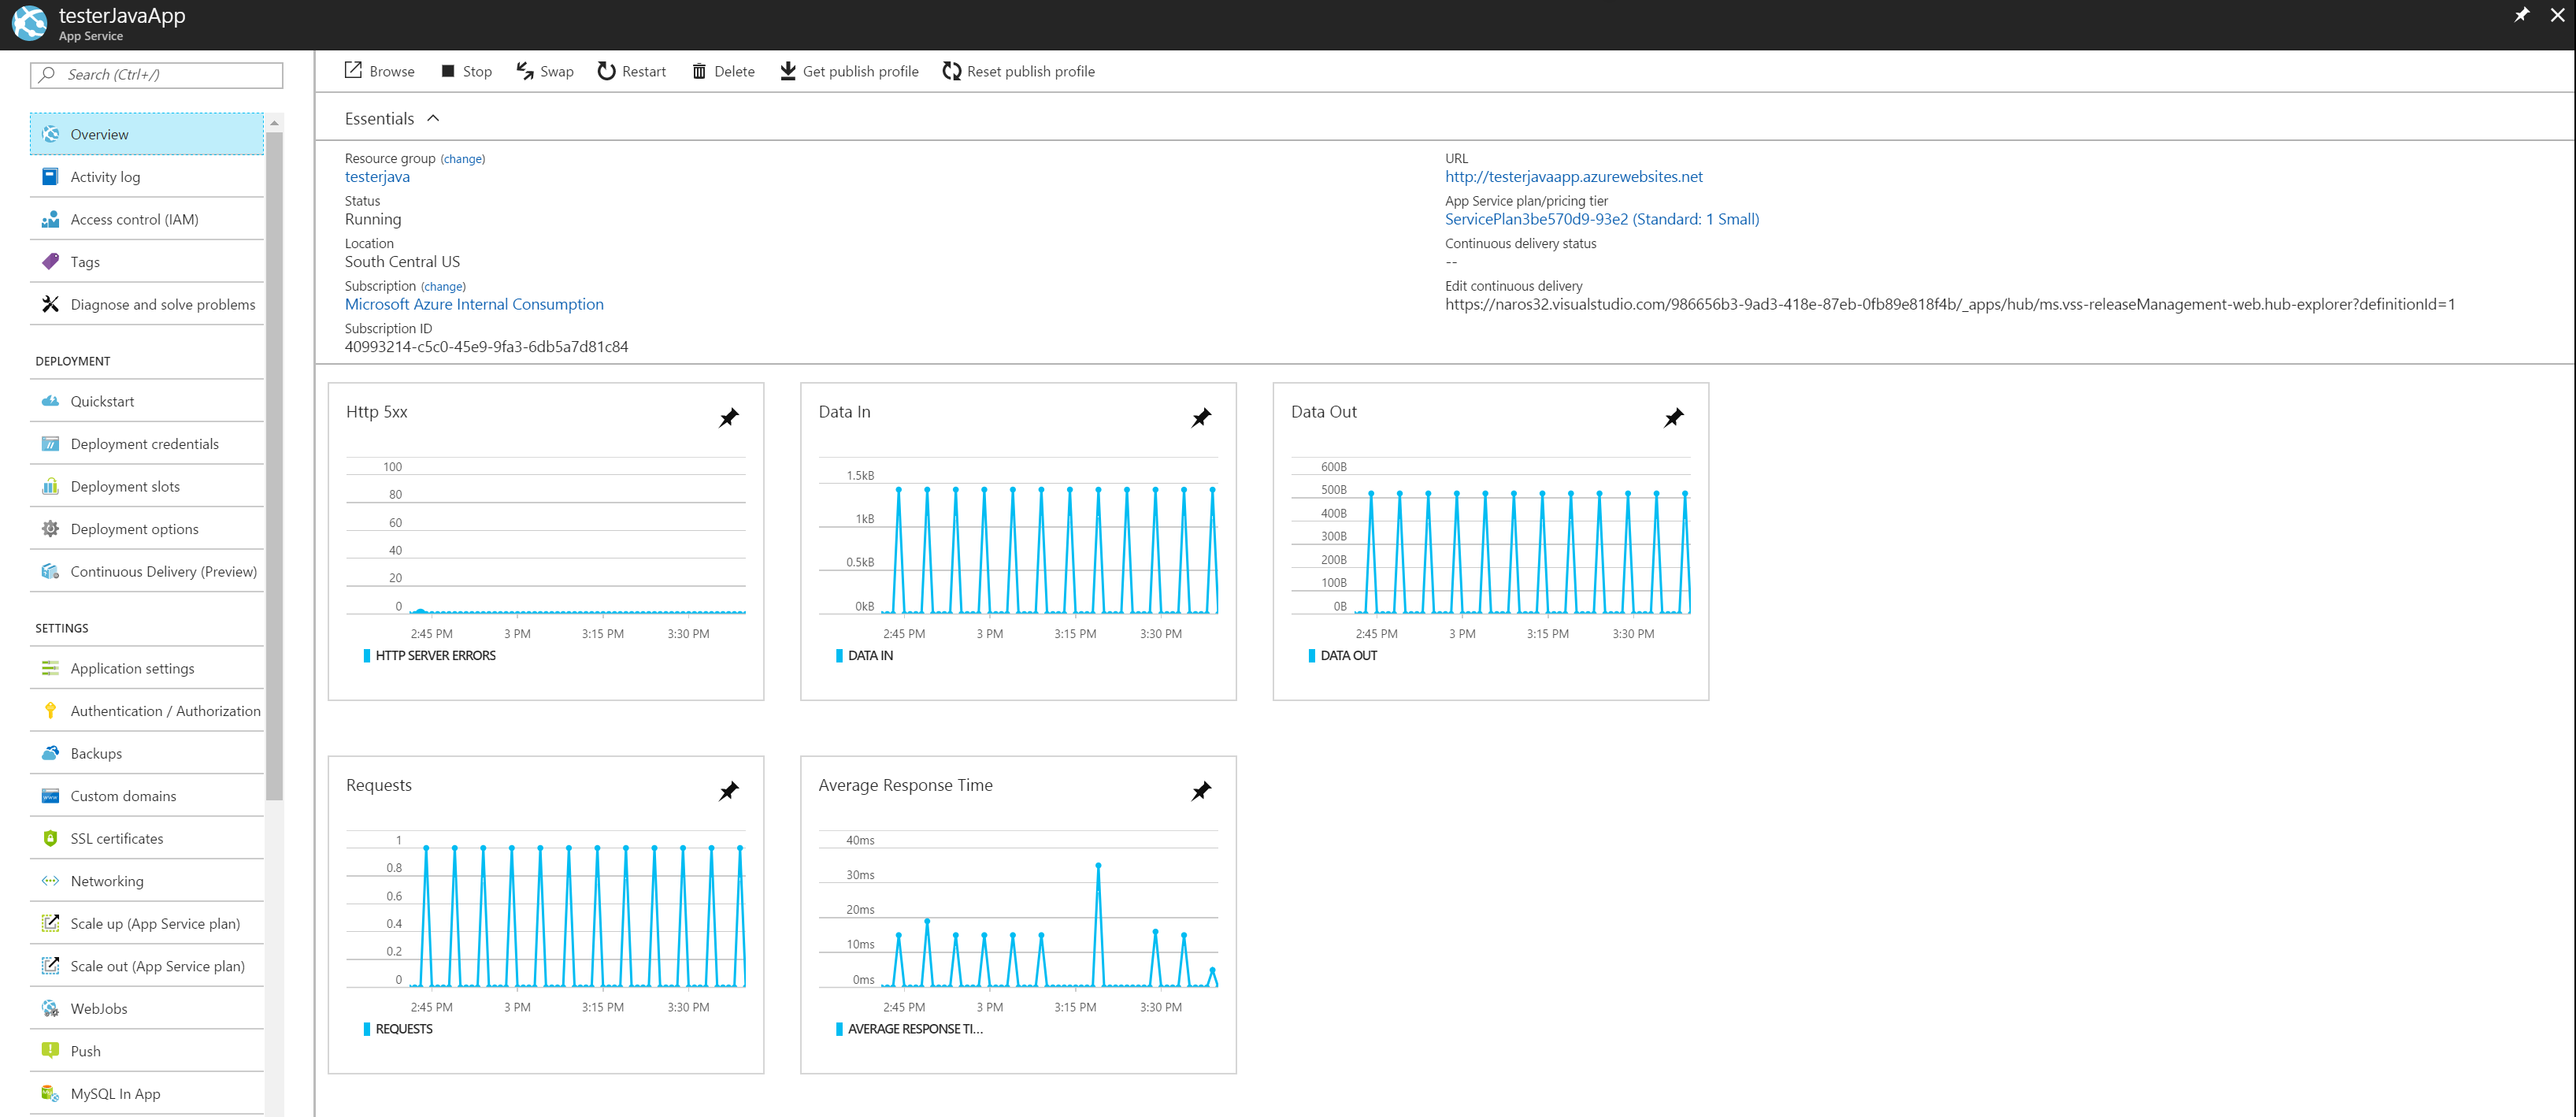 testerJavaApp
App Service
Search (Ctrl+/)
Overview
Activity log
Access control (IAM)
Tags
Diagnose and solve problems
DEPLOYMENT
Quickstart
Deployment credentials
Deployment slots
Deployment options
Continuous Delivery (Preview)
SETTINGS
Application settings
Authentication / Authorization
Backups
Custom domains
SSL certificates
Networking
Scale up (App Service plan)
Scale out (App Service plan)
WebJobs
Push
MySQL In App
Browse Stop Swap Restart Delete Get publish profile Reset publish profile
Essentials
Resource group (change)
testerjava
Status
Running
Location
South Central US
Subscription (change)
Microsoft Azure Internal Consumption
Subscription ID
40993214-c5c0-45e9-9fa3-6db5a7d81c84
URL
http://testerjavaapp.azurewebsites.net
App Service plan/pricing tier
ServicePlan3be570d9-93e2 (Standard: 1 Small)
Continuous delivery status
--
Edit continuous delivery
https://naros32.visualstudio.com/986656b3-9ad3-418e-87eb-0fb89e818f4b/_apps/hub/ms.vss-releaseManagement-web.hub-explorer?definitionId=1
Http 5xx
100
80
60
40
20
0
2:45 PM 3 PM 3:15 PM 3:30 PM
HTTP SERVER ERRORS
Data In
1.5kB
1kB
0.5kB
0kB
2:45 PM 3 PM 3:15 PM 3:30 PM
DATA IN
Data Out
600B
500B
400B
300B
200B
100B
0B
2:45 PM 3 PM 3:15 PM 3:30 PM
DATA OUT
Requests
1
0.8
0.6
0.4
0.2
0
2:45 PM 3 PM 3:15 PM 3:30 PM
REQUESTS
Average Response Time
40ms
30ms
20ms
10ms
0ms
2:45 PM 3 PM 3:15 PM 3:30 PM
AVERAGE RESPONSE TI...